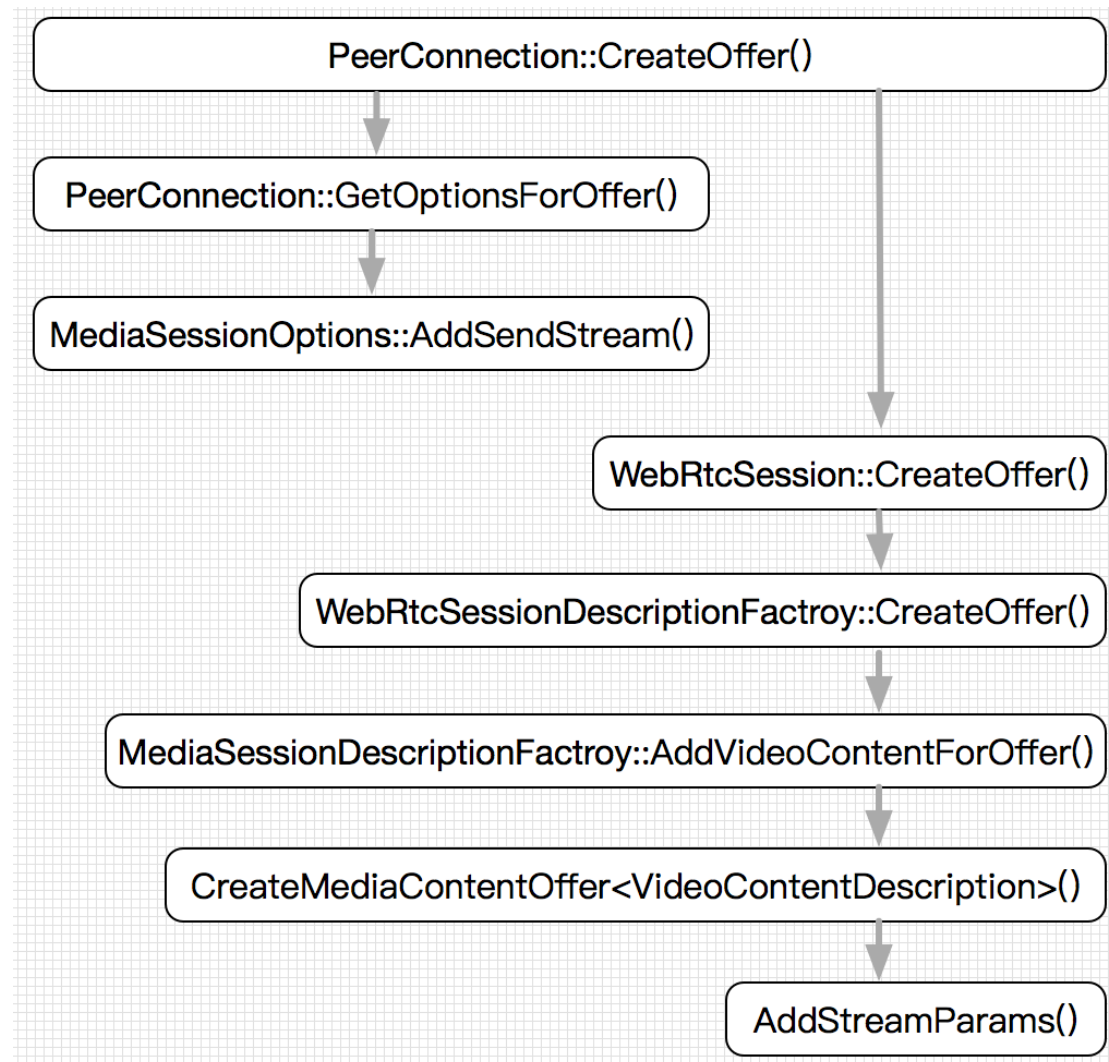 PeerConnection::CreateOffer()
PeerConnection::GetOptionsForOffer()
MediaSessionOptions::AddSendStream()
WebRtcSession::CreateOffer()
WebRtcSessionDescriptionFactroy::CreateOffer()
MediaSessionDescriptionFactroy::AddVideoContentForOffer()
CreateMediaContentOffer<VideoContentDescription>()
AddStreamParams()